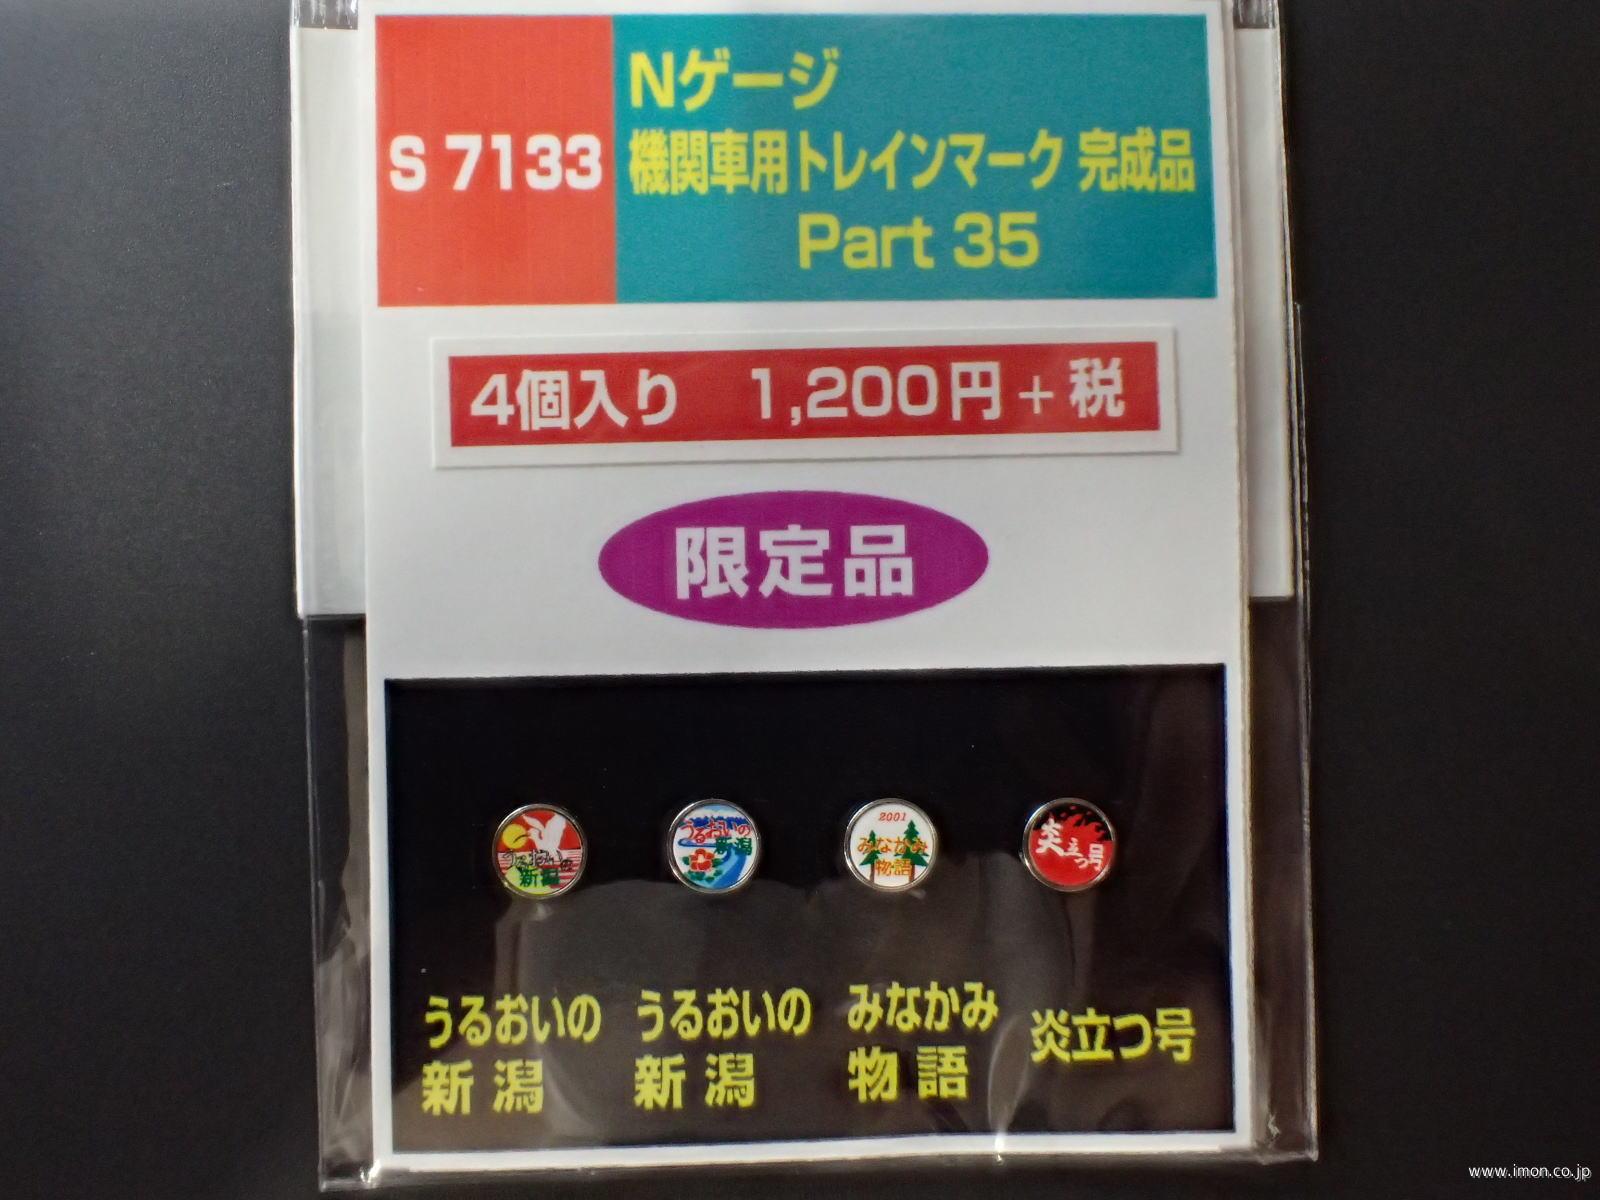 S 7133
Nゲージ
機関車用トレインマーク 完成品
Part 35
4個入り 1,200円+税
限定品
うるおいの
新潟
うるおいの
新潟
2001
みなかみ
物語
炎立つ号
うるおいの
新潟
うるおいの
新潟
みなかみ
物語
炎立つ号
www.imon.co.jp